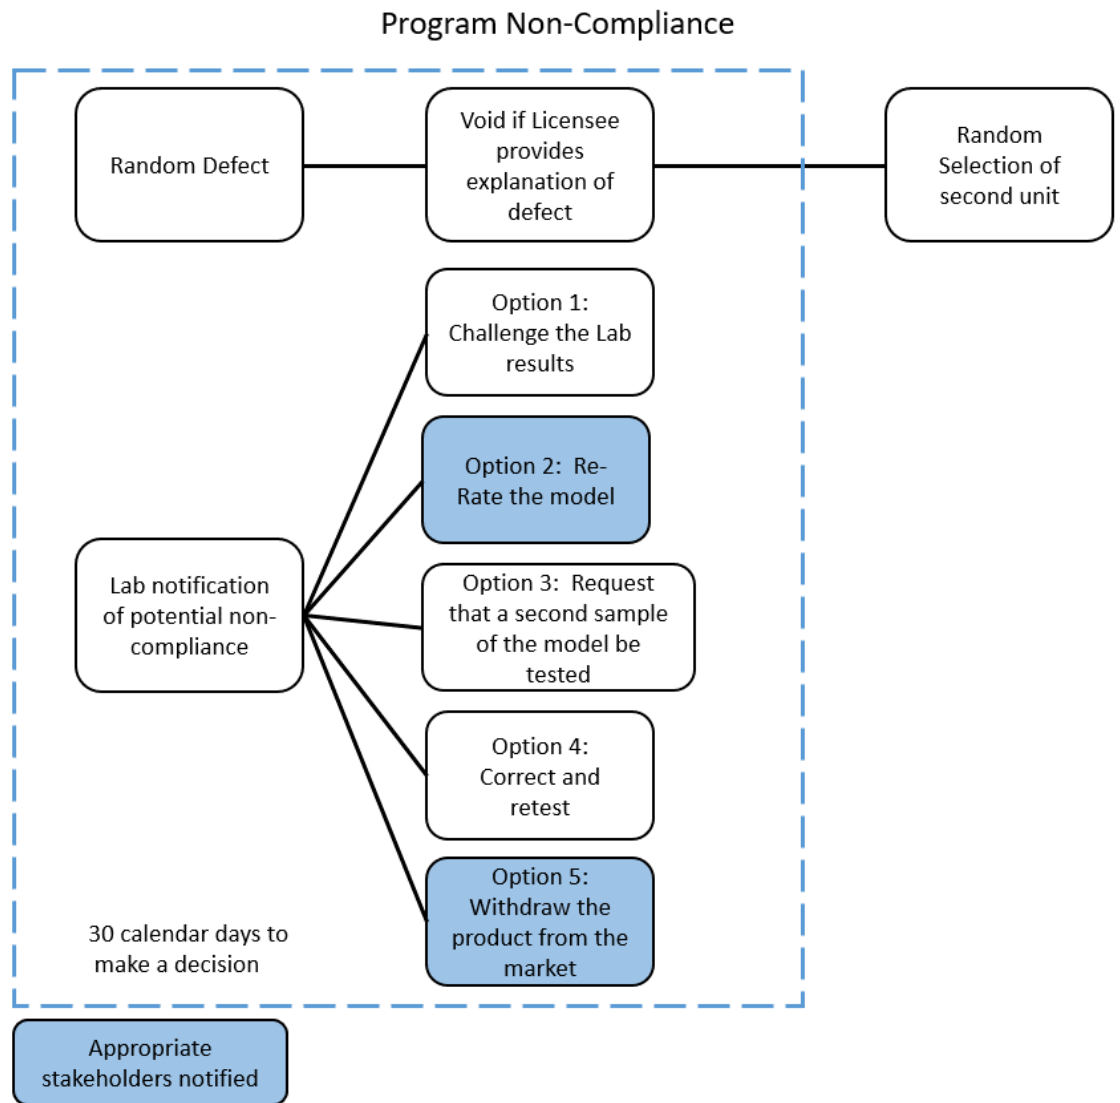 Program Non-Compliance
Random Defect
Void if Licensee
provides
explanation of
defect
Random
Selection of
second unit
Option 1:
Challenge the Lab
results
Option 2:  Re-
Rate the model
Lab notification
of potential non-
compliance
Option 3:  Request
that a second sample
of the model be
tested
Option 4:
Correct and
retest
Option 5:
Withdraw the
product from the
market
30 calendar days to
make a decision
Appropriate
stakeholders notified